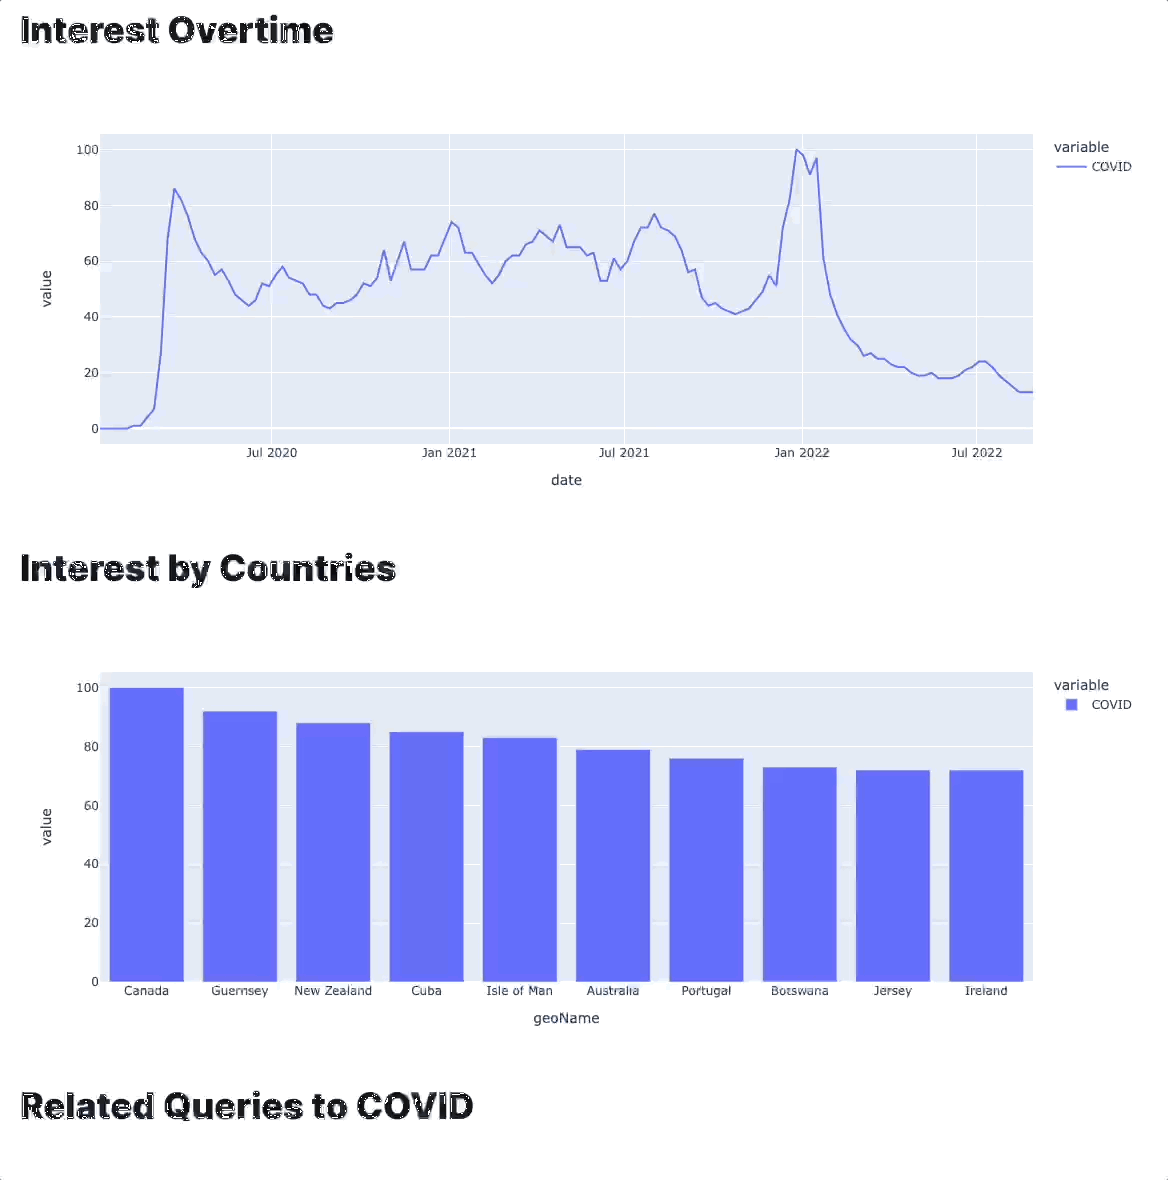 Interest Overtime
variable
COVID
100
80
60
40
20
0
value
Jul 2020 Jan 2021 Jul 2021 Jan 2022 Jul 2022
date
Interest by Countries
variable
COVID
100
80
60
40
20
0
value
Canada Guernsey New Zealand Cuba Isle of Man Australia Portugal Botswana Jersey Ireland
geoName
Related Queries to COVID